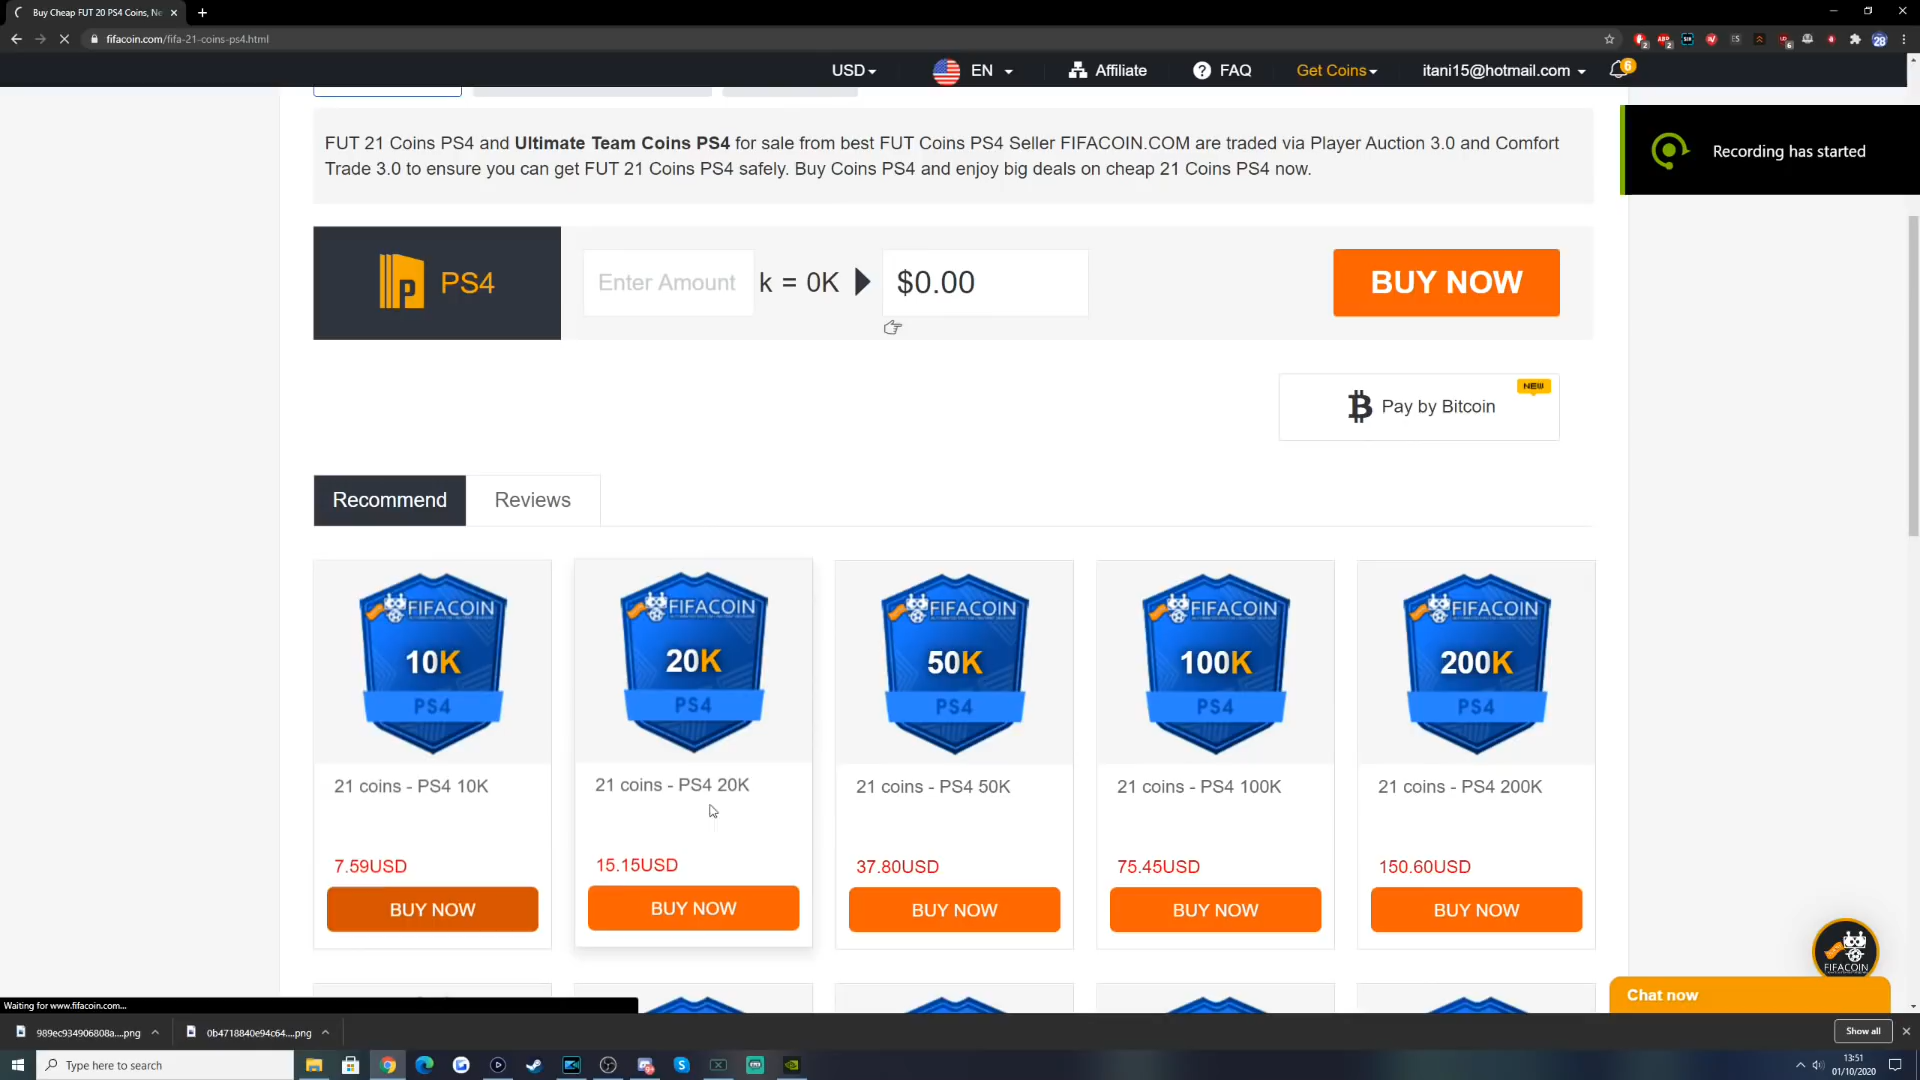 Buy Cheap FUT 20 PS4 Coins, Ne
fifacoin.com/fifa-21-coins-ps4.html
USD
EN
Affiliate
FAQ
Get Coins
itani15@hotmail.com
6
Recording has started
FUT 21 Coins PS4 and Ultimate Team Coins PS4 for sale from best FUT Coins PS4 Seller FIFACOIN.COM are traded via Player Auction 3.0 and Comfort
Trade 3.0 to ensure you can get FUT 21 Coins PS4 safely. Buy Coins PS4 and enjoy big deals on cheap 21 Coins PS4 now.
PS4
Enter Amount
k = 0K
$0.00
BUY NOW
NEW
Pay by Bitcoin
Recommend
Reviews
FIFACOIN
10K
PS4
FIFACOIN
20K
PS4
FIFACOIN
50K
PS4
FIFACOIN
100K
PS4
FIFACOIN
200K
PS4
21 coins - PS4 10K
21 coins - PS4 20K
21 coins - PS4 50K
21 coins - PS4 100K
21 coins - PS4 200K
7.59USD
15.15USD
37.80USD
75.45USD
150.60USD
BUY NOW
BUY NOW
BUY NOW
BUY NOW
BUY NOW
FIFACOIN
Chat now
Waiting for www.fifacoin.com...
989ec934906808a....png
0b4718840e94c64....png
Show all
Type here to search
13:51
01/10/2020